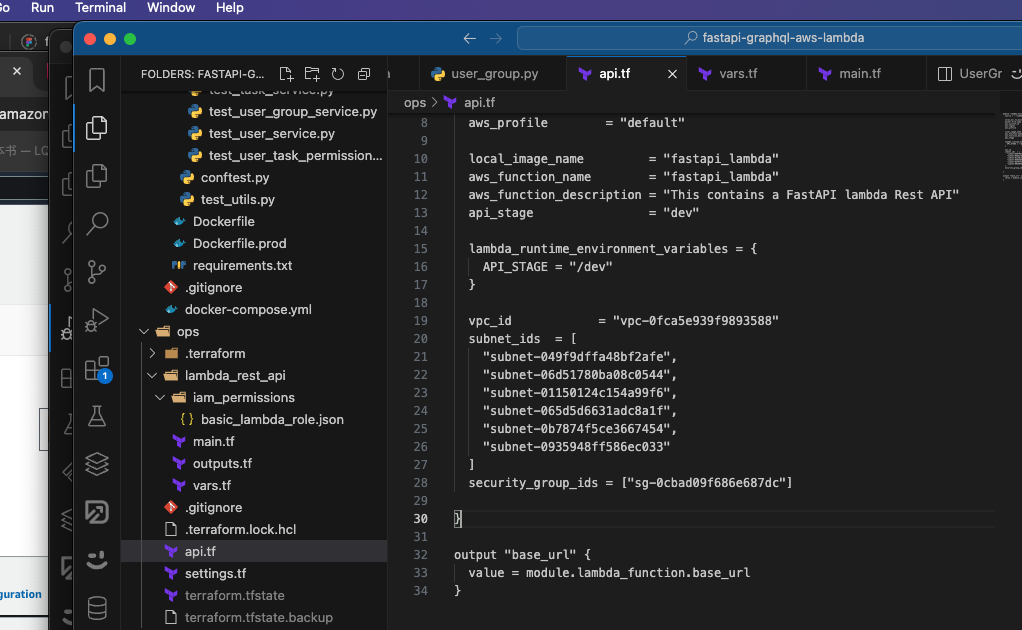 Run Terminal Window Help
fastapi-graphql-aws-lambda
FOLDERS: FASTAPI-G...
user_group.py
api.tf
vars.tf
main.tf
UserGr
ops > api.tf
amazor
本书 — LC
guration
1
test_task_service.py
test_user_group_service.py
test_user_service.py
test_user_task_permission...
conftest.py
test_utils.py
Dockerfile
Dockerfile.prod
requirements.txt
.gitignore
docker-compose.yml
ops
.terraform
lambda_rest_api
iam_permissions
{} basic_lambda_role.json
main.tf
outputs.tf
vars.tf
.gitignore
.terraform.lock.hcl
api.tf
settings.tf
terraform.tfstate
terraform.tfstate.backup
8 aws_profile = "default"
9
10 local_image_name = "fastapi_lambda"
11 aws_function_name = "fastapi_lambda"
12 aws_function_description = "This contains a FastAPI lambda Rest API"
13 api_stage = "dev"
14
15 lambda_runtime_environment_variables = {
16 API_STAGE = "/dev"
17 }
18
19 vpc_id = "vpc-0fca5e939f9893588"
20 subnet_ids = [
21 "subnet-049f9dffa48bf2afe",
22 "subnet-06d51780ba08c0544",
23 "subnet-01150124c154a99f6",
24 "subnet-065d5d6631adc8a1f",
25 "subnet-0b7874f5ce3667454",
26 "subnet-0935948ff586ec033"
27 ]
28 security_group_ids = ["sg-0cbad09f686e687dc"]
29
30 }
31
32 output "base_url" {
33 value = module.lambda_function.base_url
34 }